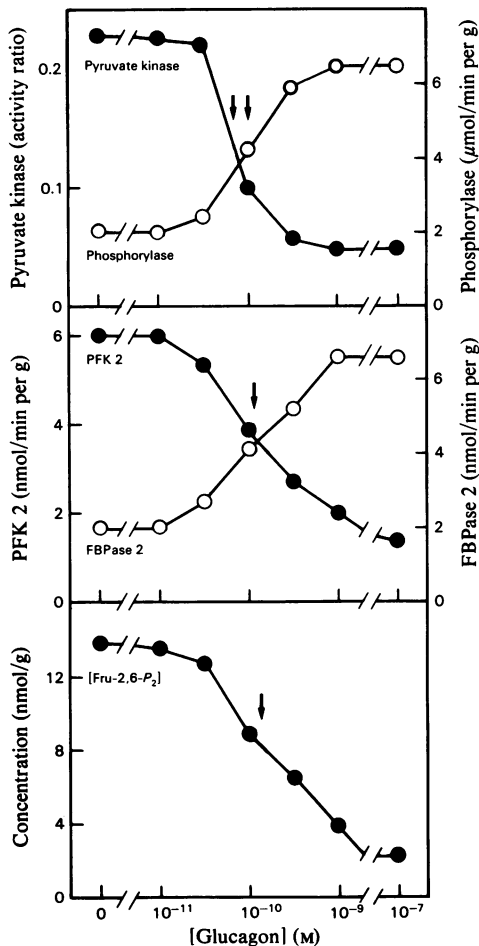 Pyruvate kinase (activity ratio)
0.2
0.1
0
Pyruvate kinase
Phosphorylase
6
4
2
0
Phosphorylase (μmol/min per g)
PFK 2 (nmol/min per g)
6
4
2
0
PFK 2
FBPase 2
6
4
2
0
FBPase 2 (nmol/min per g)
Concentration (nmol/g)
12
8
4
0
[Fru-2,6-P₂]
0
10⁻¹¹
10⁻¹⁰
10⁻⁹
10⁻⁷
[Glucagon] (M)